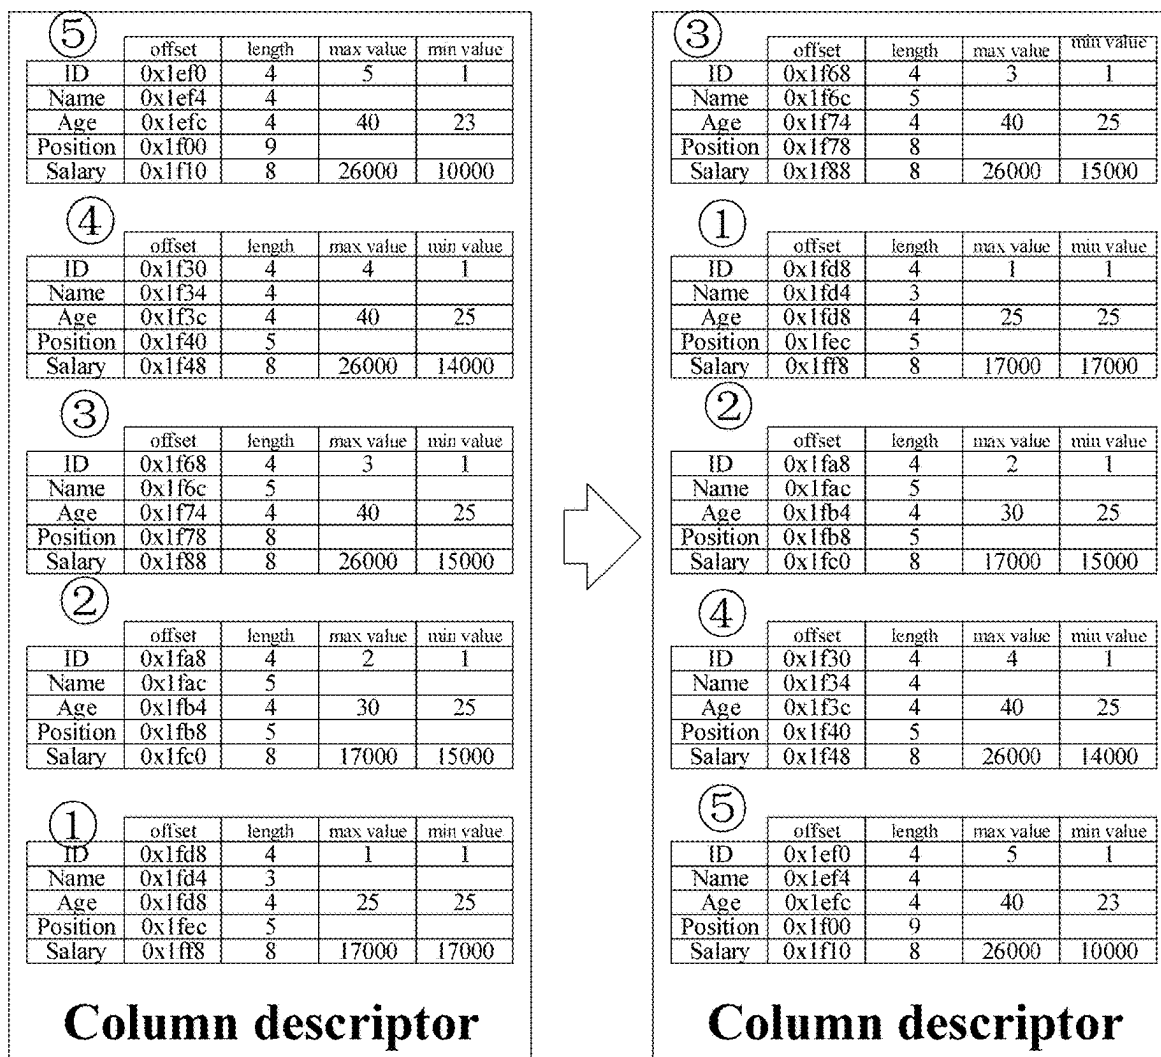 ⑤
offset length max value min value
ID 0x1ef0 4 5 1
Name 0x1ef4 4
Age 0x1efc 4 40 23
Position 0x1f00 9
Salary 0x1f10 8 26000 10000
④
offset length max value min value
ID 0x1f30 4 4 1
Name 0x1f34 4
Age 0x1f3c 4 40 25
Position 0x1f40 5
Salary 0x1f48 8 26000 14000
③
offset length max value min value
ID 0x1f68 4 3 1
Name 0x1f6c 5
Age 0x1f74 4 40 25
Position 0x1f78 8
Salary 0x1f88 8 26000 15000
②
offset length max value min value
ID 0x1fa8 4 2 1
Name 0x1fac 5
Age 0x1fb4 4 30 25
Position 0x1fb8 5
Salary 0x1fc0 8 17000 15000
①
offset length max value min value
ID 0x1fd8 4 1 1
Name 0x1fd4 3
Age 0x1fd8 4 25 25
Position 0x1fec 5
Salary 0x1ff8 8 17000 17000
Column descriptor
③
offset length max value min value
ID 0x1f68 4 3 1
Name 0x1f6c 5
Age 0x1f74 4 40 25
Position 0x1f78 8
Salary 0x1f88 8 26000 15000
①
offset length max value min value
ID 0x1fd8 4 1 1
Name 0x1fd4 3
Age 0x1fd8 4 25 25
Position 0x1fec 5
Salary 0x1ff8 8 17000 17000
②
offset length max value min value
ID 0x1fa8 4 2 1
Name 0x1fac 5
Age 0x1fb4 4 30 25
Position 0x1fb8 5
Salary 0x1fc0 8 17000 15000
④
offset length max value min value
ID 0x1f30 4 4 1
Name 0x1f34 4
Age 0x1f3c 4 40 25
Position 0x1f40 5
Salary 0x1f48 8 26000 14000
⑤
offset length max value min value
ID 0x1ef0 4 5 1
Name 0x1ef4 4
Age 0x1efc 4 40 23
Position 0x1f00 9
Salary 0x1f10 8 26000 10000
Column descriptor